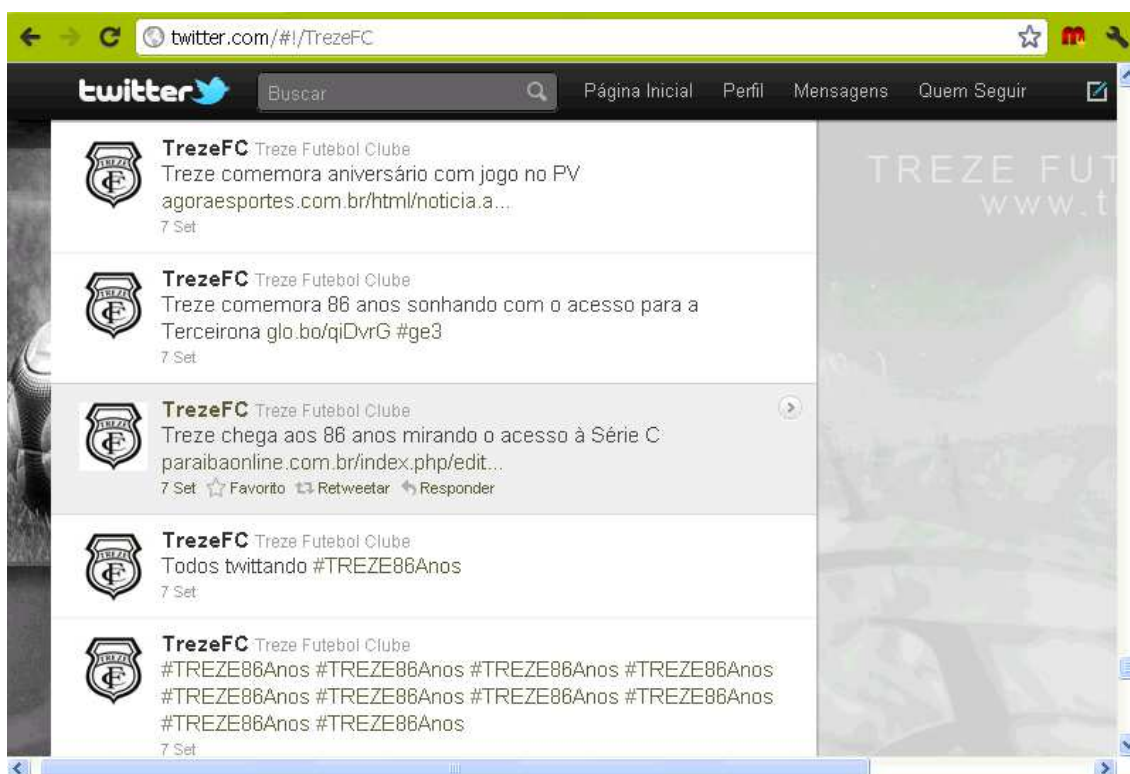 twitter.com/#!/TrezeFC
twitter Buscar Página Inicial Perfil Mensagens Quem Seguir
TREZE FUT
www.t
TrezeFC Treze Futebol Clube
Treze comemora aniversário com jogo no PV
agoraesportes.com.br/html/noticia.a...
7 Set
TrezeFC Treze Futebol Clube
Treze comemora 86 anos sonhando com o acesso para a
Terceirona glo.bo/qiDvrG #ge3
7 Set
TrezeFC Treze Futebol Clube
Treze chega aos 86 anos mirando o acesso à Série C
paraibaonline.com.br/index.php/edit...
7 Set Favorito Retweetar Responder
TrezeFC Treze Futebol Clube
Todos twittando #TREZE86Anos
7 Set
TrezeFC Treze Futebol Clube
#TREZE86Anos #TREZE86Anos #TREZE86Anos #TREZE86Anos
#TREZE86Anos #TREZE86Anos #TREZE86Anos #TREZE86Anos
#TREZE86Anos #TREZE86Anos
7 Set